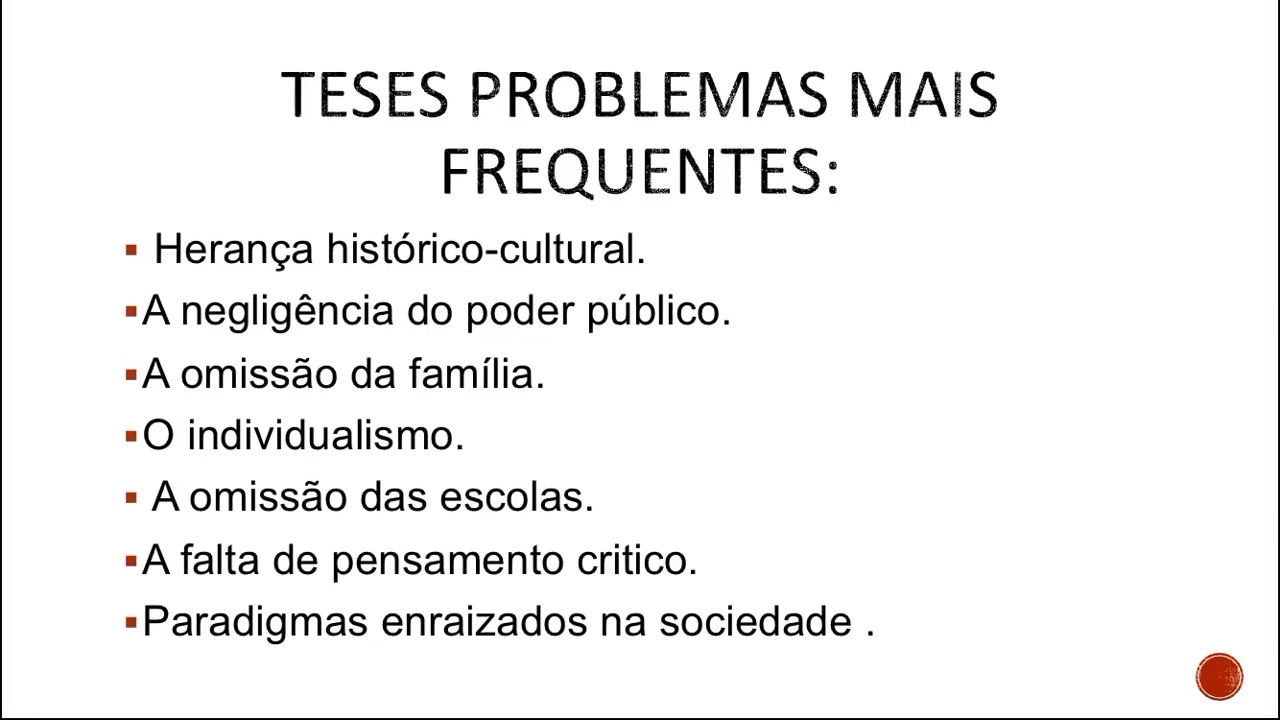 TESES PROBLEMAS MAIS
FREQUENTES:
Herança histórico-cultural.
A negligência do poder público.
A omissão da família.
O individualismo.
A omissão das escolas.
A falta de pensamento critico.
Paradigmas enraizados na sociedade .